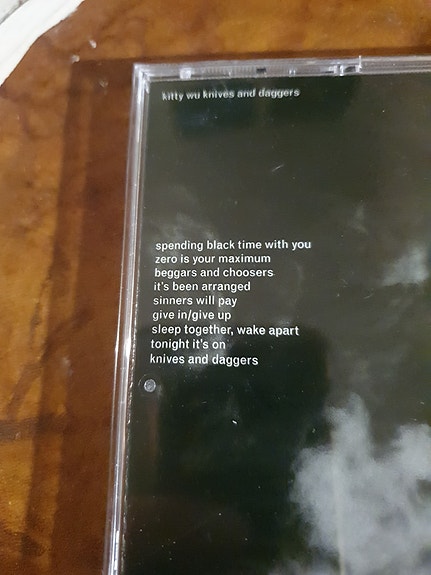 kitty wu knives and daggers
spending black time with you
zero is your maximum
beggars and choosers
it's been arranged
sinners will pay
give in/give up
sleep together, wake apart
tonight it's on
knives and daggers